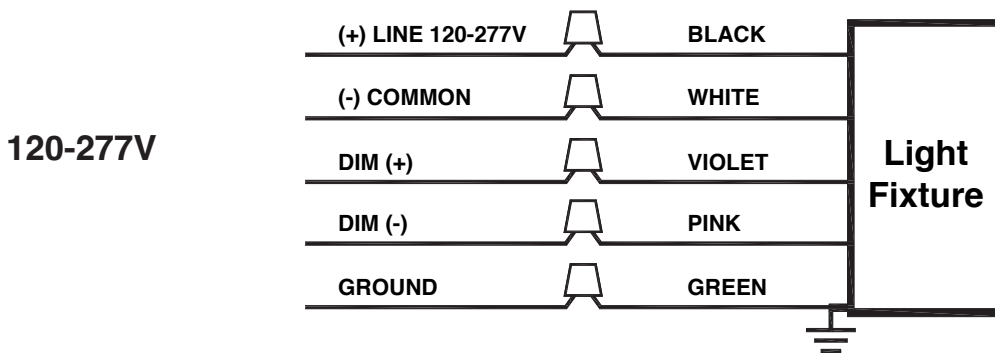 (+) LINE 120-277V BLACK
(-) COMMON WHITE
120-277V
DIM (+) VIOLET
Light
Fixture
DIM (-) PINK
GROUND GREEN